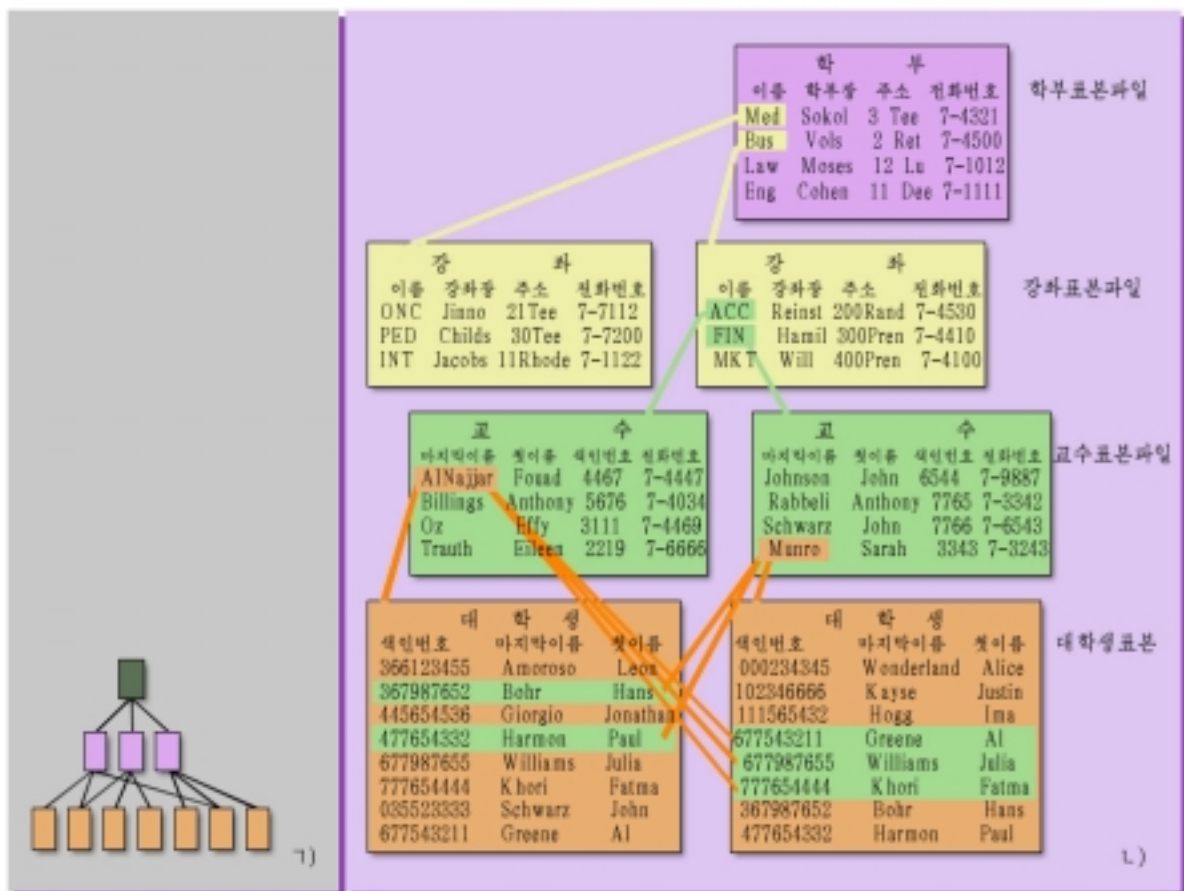 학 부
이름 학부장 주소 전화번호
Med Sokol 3 Tee 7-4321
Bus Vols 2 Ret 7-4500
Law Moses 12 Lu 7-1012
Eng Cohen 11 Dee 7-1111
학부표본파일
강 좌
이름 강좌장 주소 전화번호
ONC Jinno 21Tee 7-7112
PED Childs 30Tee 7-7200
INT Jacobs 11Rhode 7-1122
강 좌
이름 강좌장 주소 전화번호
ACC Reinst 200Rand 7-4530
FIN Hamil 300Pren 7-4410
MKT Will 400Pren 7-4100
강좌표본파일
교 수
마지막이름 첫이름 색인번호 전화번호
AlNajjar Fouad 4467 7-4447
Billings Anthony 5676 7-4034
Oz Effy 3111 7-4469
Trauth Eileen 2219 7-6666
교 수
마지막이름 첫이름 색인번호 전화번호
Johnson John 6544 7-9887
Rabbeli Anthony 7765 7-3342
Schwarz John 7766 7-6543
Munro Sarah 3343 7-3243
교수표본파일
대 학 생
색인번호 마지막이름 첫이름
366123455 Amoroso Leon
367987652 Bohr Hans
445654536 Giorgio Jonathan
477654332 Harmon Paul
677987655 Williams Julia
777654444 Khori Fatma
035523333 Schwarz John
677543211 Greene Al
대 학 생
색인번호 마지막이름 첫이름
000234345 Wonderland Alice
102346666 Kayse Justin
111565432 Hogg Ima
677543211 Greene Al
677987655 Williams Julia
777654444 Khori Fatma
367987652 Bohr Hans
477654332 Harmon Paul
대학생표본
ㄱ)
ㄴ)